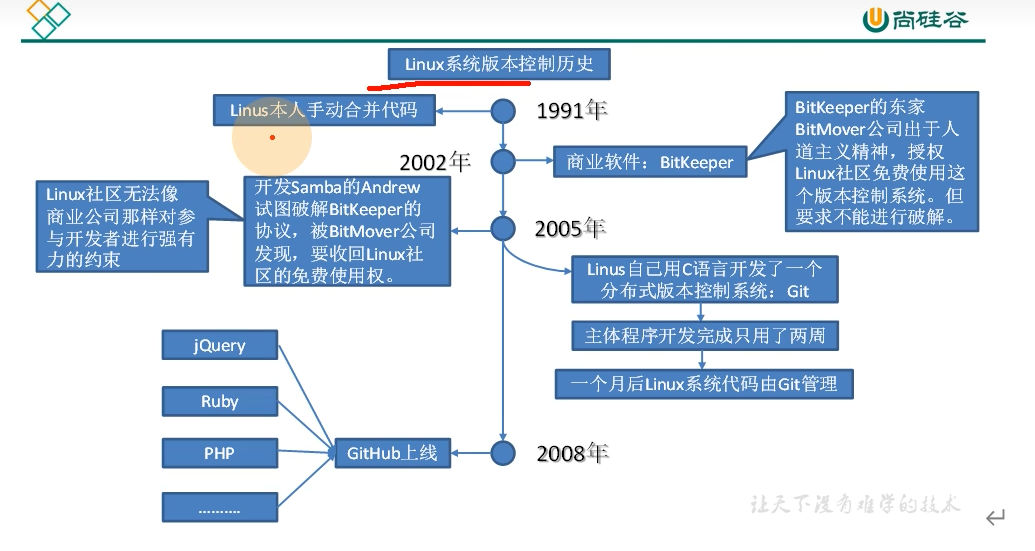 尚硅谷
Linux系统版本控制历史
Linus本人手动合并代码
1991年
2002年
商业软件：BitKeeper
BitKeeper的东家
BitMover公司出于人
道主义精神，授权
Linux社区免费使用这
个版本控制系统。但
要求不能进行破解。
Linux社区无法像
商业公司那样对参
与开发者进行强有
力的约束
开发Samba的Andrew
试图破解BitKeeper的
协议，被BitMover公司
发现，要收回Linux社
区的免费使用权。
2005年
Linus自己用C语言开发了一个
分布式版本控制系统：Git
主体程序开发完成只用了两周
一个月后Linux系统代码由Git管理
jQuery
Ruby
PHP
..........
GitHub上线
2008年
让天下没有难学的技术